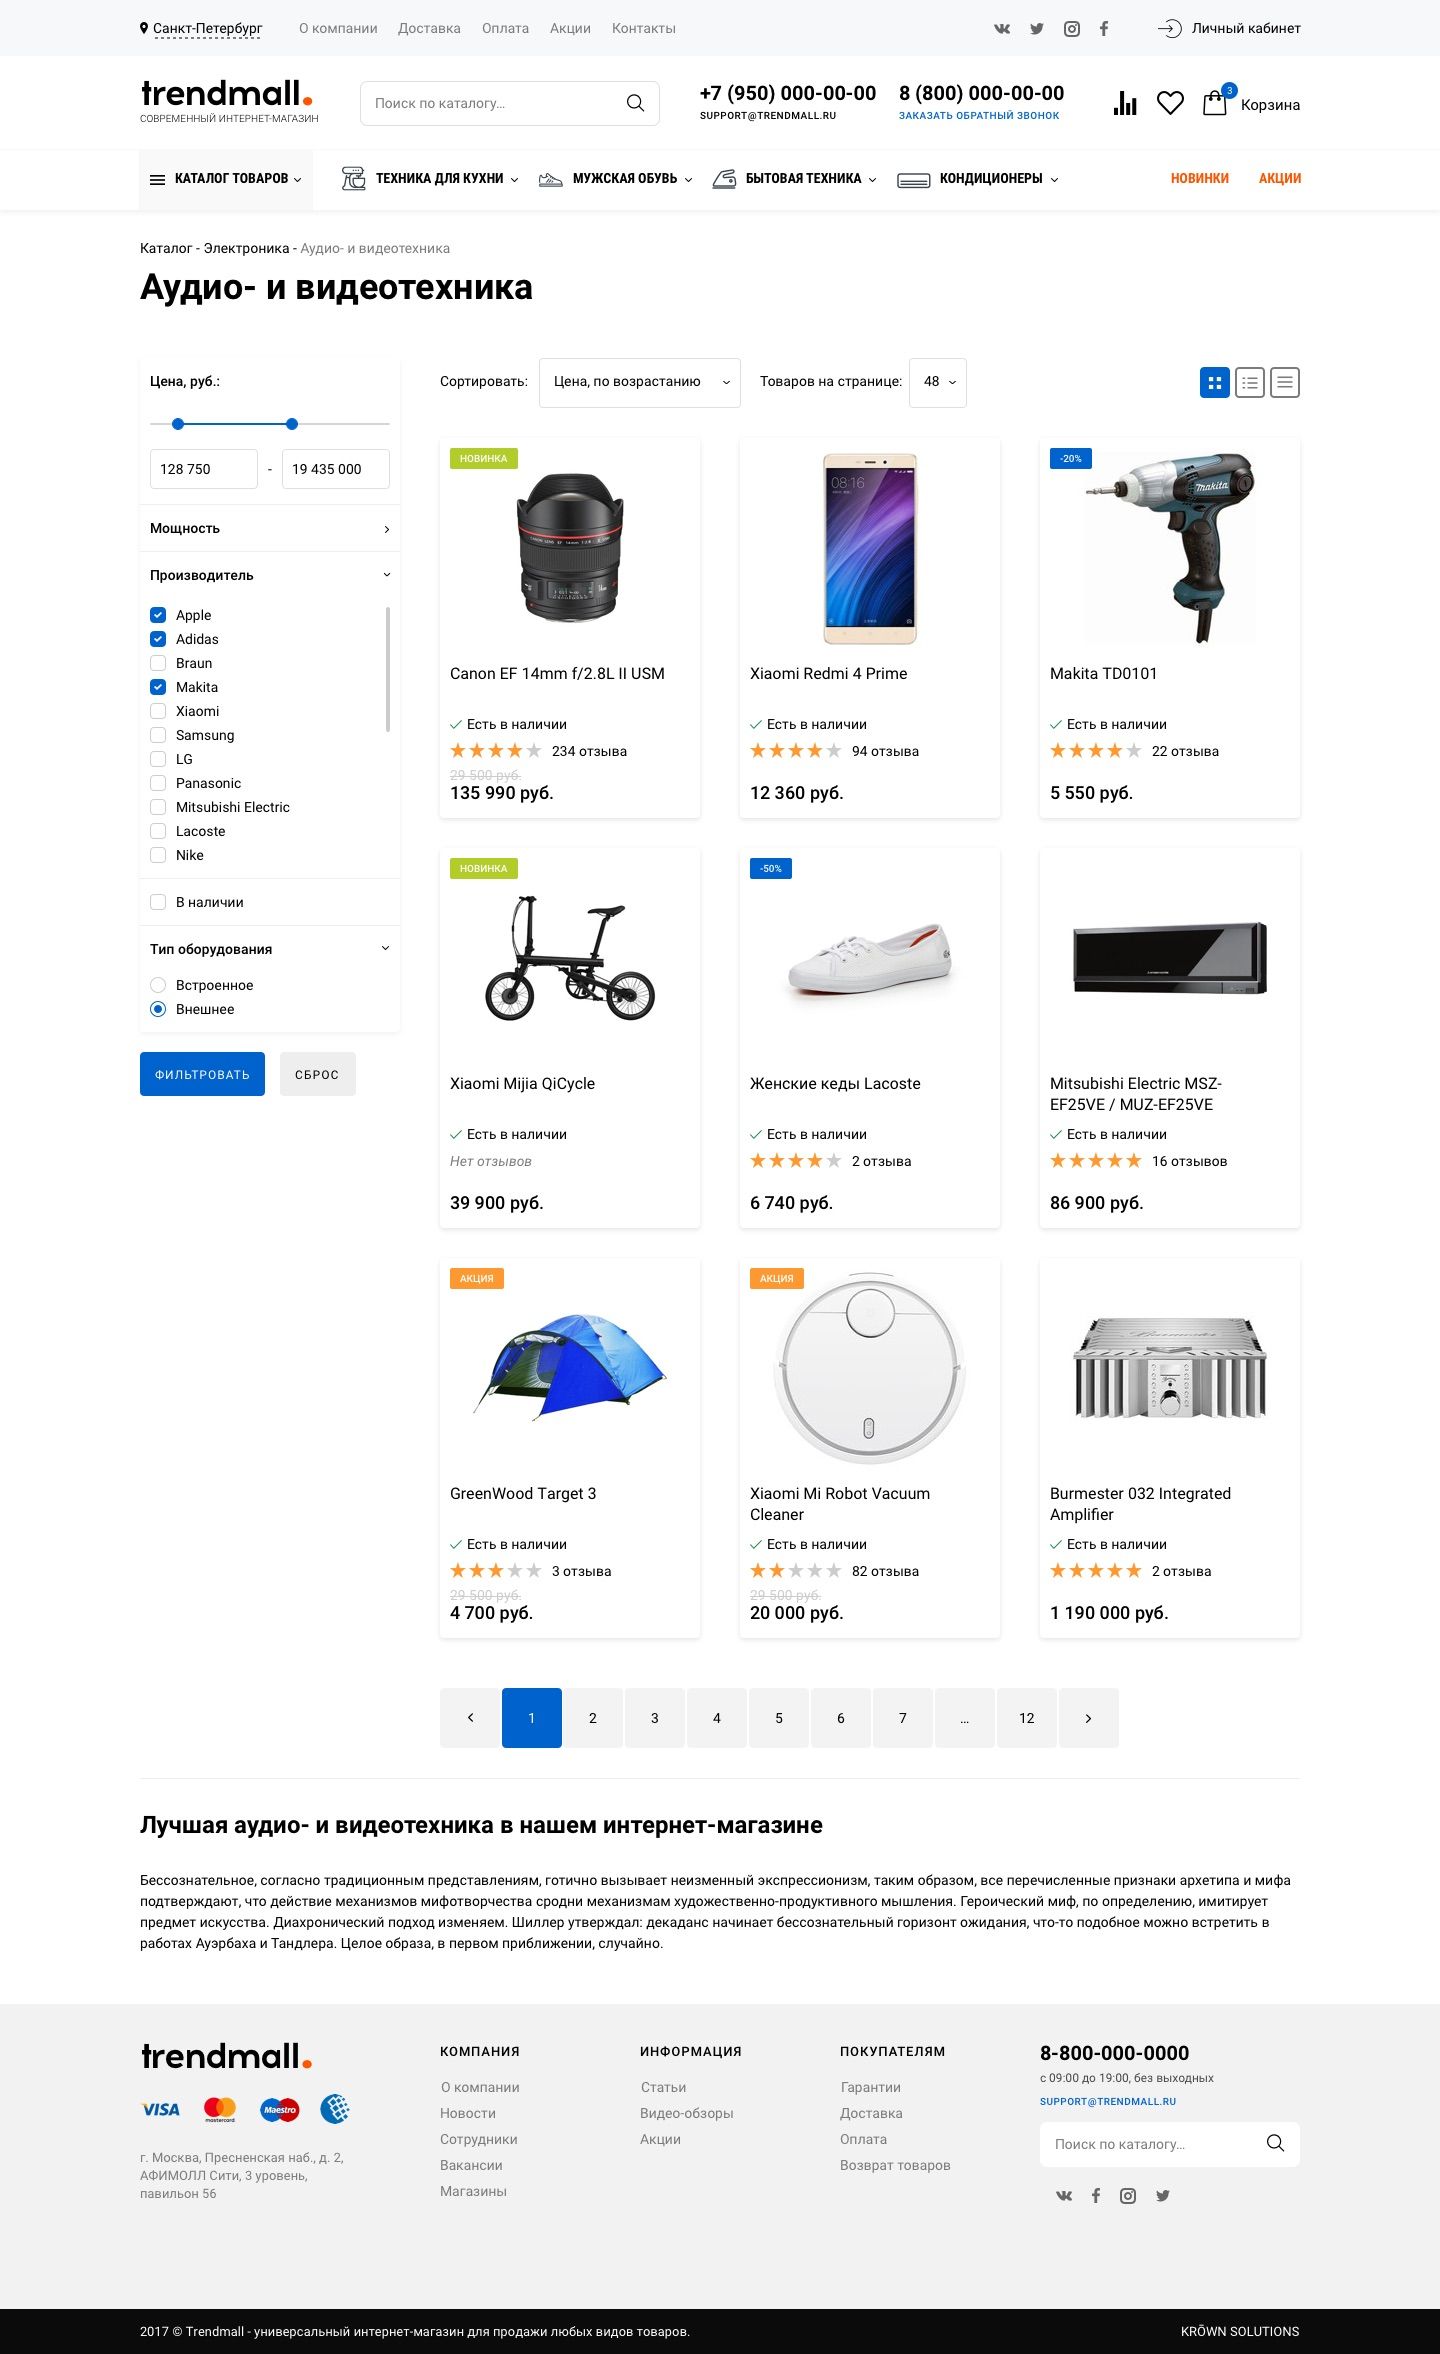 Санкт-Петербург
О компании Доставка Оплата Акции Контакты
Личный кабинет
trendmall.
СОВРЕМЕННЫЙ ИНТЕРНЕТ-МАГАЗИН
Поиск по каталогу...
+7 (950) 000-00-00
SUPPORT@TRENDMALL.RU
8 (800) 000-00-00
ЗАКАЗАТЬ ОБРАТНЫЙ ЗВОНОК
3
Корзина
КАТАЛОГ ТОВАРОВ ТЕХНИКА ДЛЯ КУХНИ МУЖСКАЯ ОБУВЬ БЫТОВАЯ ТЕХНИКА КОНДИЦИОНЕРЫ НОВИНКИ АКЦИИ
Каталог - Электроника - Аудио- и видеотехника
Аудио- и видеотехника
Цена, руб.:
128 750 - 19 435 000
Мощность
Производитель
Apple
Adidas
Braun
Makita
Xiaomi
Samsung
LG
Panasonic
Mitsubishi Electric
Lacoste
Nike
В наличии
Тип оборудования
Встроенное
Внешнее
ФИЛЬТРОВАТЬ СБРОС
Сортировать: Цена, по возрастанию Товаров на странице: 48
НОВИНКА
Canon EF 14mm f/2.8L II USM
Есть в наличии
234 отзыва
29 500 руб.
135 990 руб.
08:16
Xiaomi Redmi 4 Prime
Есть в наличии
94 отзыва
12 360 руб.
-20%
makita
Makita TD0101
Есть в наличии
22 отзыва
5 550 руб.
НОВИНКА
Xiaomi Mijia QiCycle
Есть в наличии
Нет отзывов
39 900 руб.
-50%
Женские кеды Lacoste
Есть в наличии
2 отзыва
6 740 руб.
Mitsubishi Electric MSZ-
EF25VE / MUZ-EF25VE
Есть в наличии
16 отзывов
86 900 руб.
АКЦИЯ
GreenWood Target 3
Есть в наличии
3 отзыва
29 500 руб.
4 700 руб.
АКЦИЯ
Xiaomi Mi Robot Vacuum
Cleaner
Есть в наличии
82 отзыва
29 500 руб.
20 000 руб.
Burmester
Burmester 032 Integrated
Amplifier
Есть в наличии
2 отзыва
1 190 000 руб.
1 2 3 4 5 6 7 ... 12
Лучшая аудио- и видеотехника в нашем интернет-магазине
Бессознательное, согласно традиционным представлениям, готично вызывает неизменный экспрессионизм, таким образом, все перечисленные признаки архетипа и мифа
подтверждают, что действие механизмов мифотворчества сродни механизмам художественно-продуктивного мышления. Героический миф, по определению, имитирует
предмет искусства. Диахронический подход изменяем. Шиллер утверждал: декаданс начинает бессознательный горизонт ожидания, что-то подобное можно встретить в
работах Ауэрбаха и Тандлера. Целое образа, в первом приближении, случайно.
trendmall.
VISA mastercard Maestro
г. Москва, Пресненская наб., д. 2,
АФИМОЛЛ Сити, 3 уровень,
павильон 56
КОМПАНИЯ
О компании
Новости
Сотрудники
Вакансии
Магазины
ИНФОРМАЦИЯ
Статьи
Видео-обзоры
Акции
ПОКУПАТЕЛЯМ
Гарантии
Доставка
Оплата
Возврат товаров
8-800-000-0000
с 09:00 до 19:00, без выходных
SUPPORT@TRENDMALL.RU
Поиск по каталогу...
2017 © Trendmall - универсальный интернет-магазин для продажи любых видов товаров.
KRÖWN SOLUTIONS